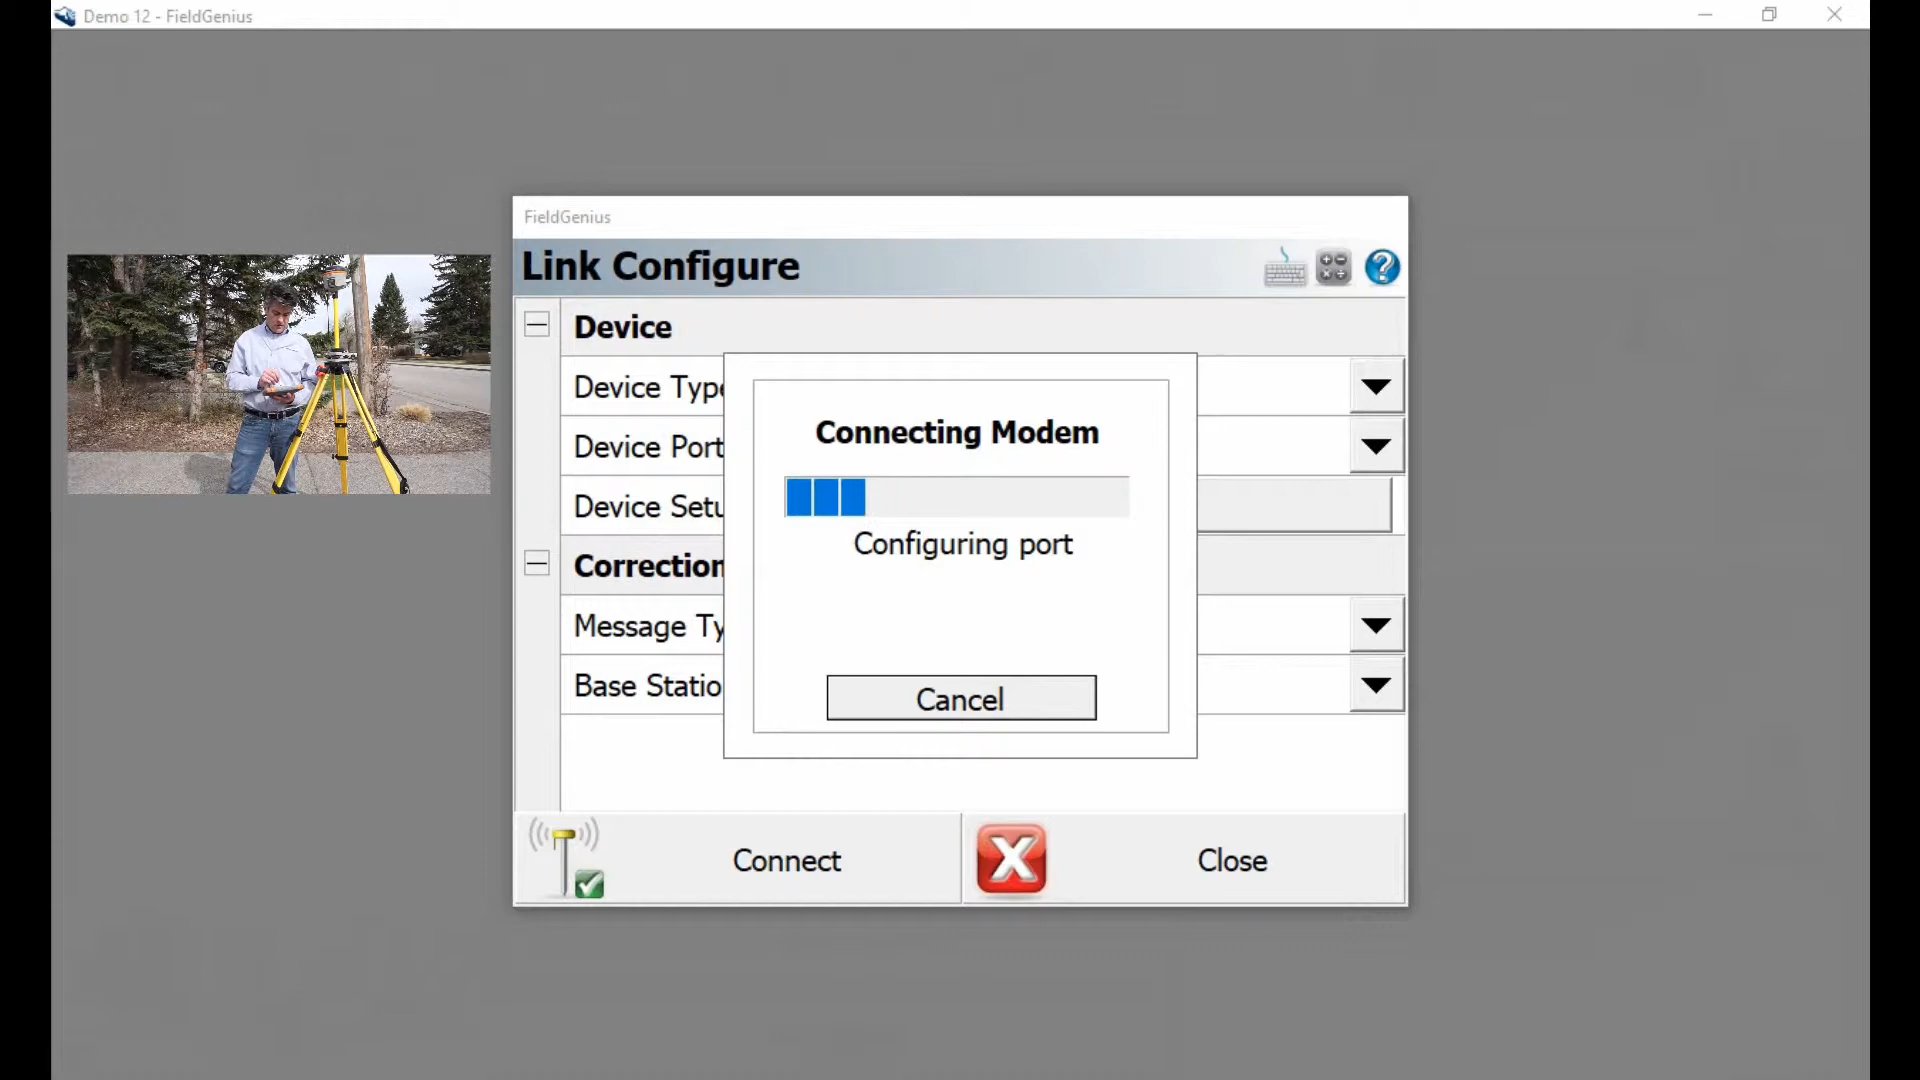 Demo 12 - FieldGenius
FieldGenius
Link Configure
Device
Device Type
Device Port
Device Setu
Correction
Message Ty
Base Statio
Connecting Modem
Configuring port
Cancel
Connect
Close